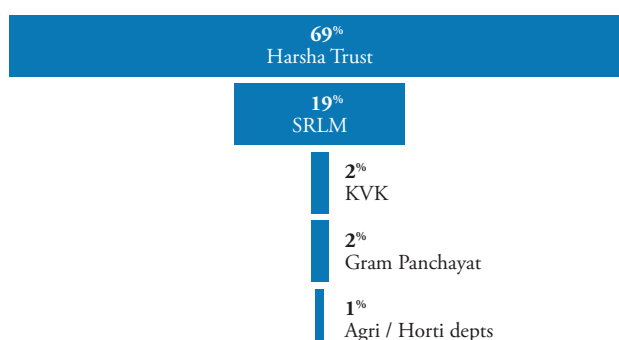 69%
Harsha Trust
19%
SRLM
2%
KVK
2%
Gram Panchayat
1%
Agri / Horti depts